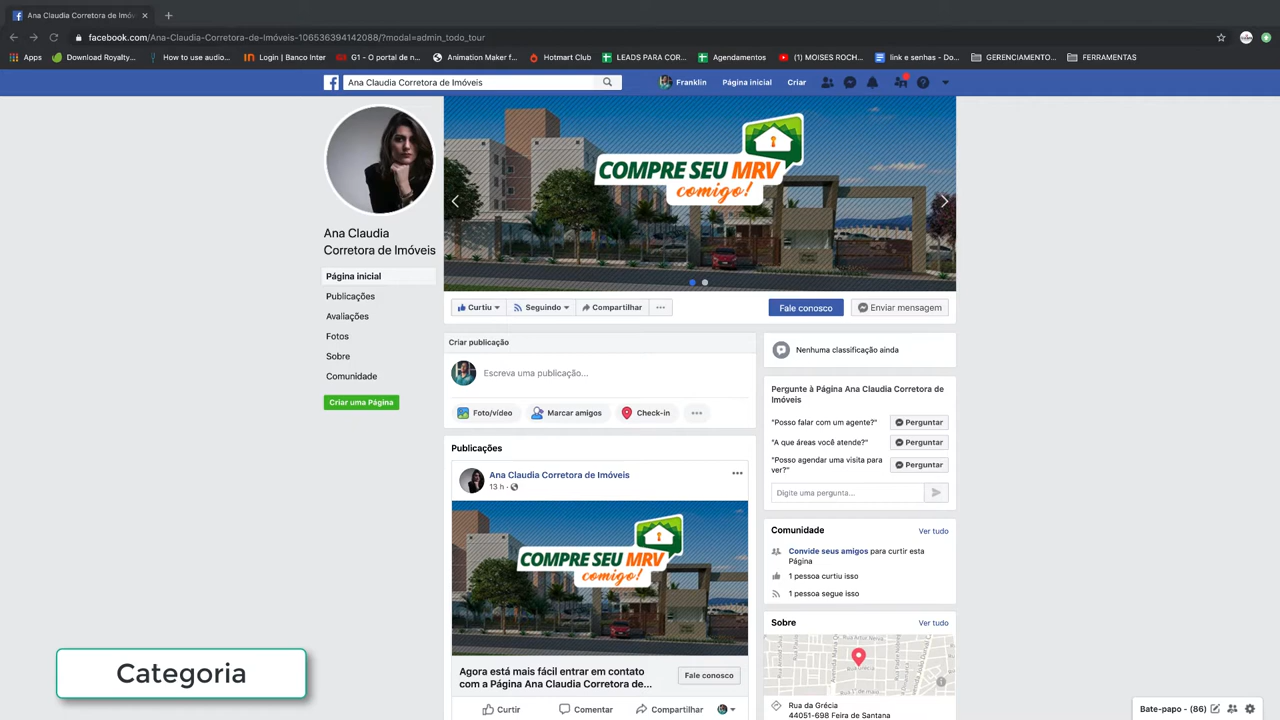 Ana Claudia Corretora de Imóv
facebook.com/Ana-Claudia-Corretora-de-Imóveis-106536394142088/?modal=admin_todo_tour
Apps
Download Royalty...
How to use audio...
Login | Banco Inter
G1 - O portal de n...
Animation Maker f...
Hotmart Club
LEADS PARA COR...
Agendamentos
(1) MOISES ROCH...
link e senhas - Do...
GERENCIAMENTO...
FERRAMENTAS
Ana Claudia Corretora de Imóveis
Franklin
Página inicial
Criar
COMPRE SEU MRV
comigo!
Ana Claudia
Corretora de Imóveis
Página inicial
Publicações
Avaliações
Fotos
Sobre
Comunidade
Criar uma Página
Curtiu
Seguindo
Compartilhar
Fale conosco
Enviar mensagem
Criar publicação
Escreva uma publicação...
Foto/vídeo
Marcar amigos
Check-in
Publicações
Ana Claudia Corretora de Imóveis
13 h
COMPRE SEU MRV
comigo!
Agora está mais fácil entrar em contato
com a Página Ana Claudia Corretora de...
Fale conosco
Curtir
Comentar
Compartilhar
Nenhuma classificação ainda
Pergunte à Página Ana Claudia Corretora de
Imóveis
"Posso falar com um agente?"
Perguntar
"A que áreas você atende?"
Perguntar
"Posso agendar uma visita para
ver?"
Perguntar
Digite uma pergunta...
Comunidade
Ver tudo
Convide seus amigos para curtir esta
Página
1 pessoa curtiu isso
1 pessoa segue isso
Sobre
Ver tudo
Rua da Grécia
44051-698 Feira de Santana
Categoria
Bate-papo - (86)